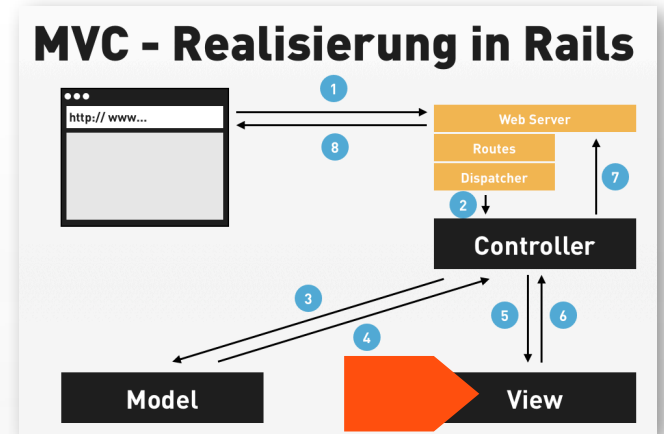 MVC - Realisierung in Rails
1
http:// www...
Web Server
8
Routes
7
Dispatcher
2
Controller
3
5
6
4
Model
View